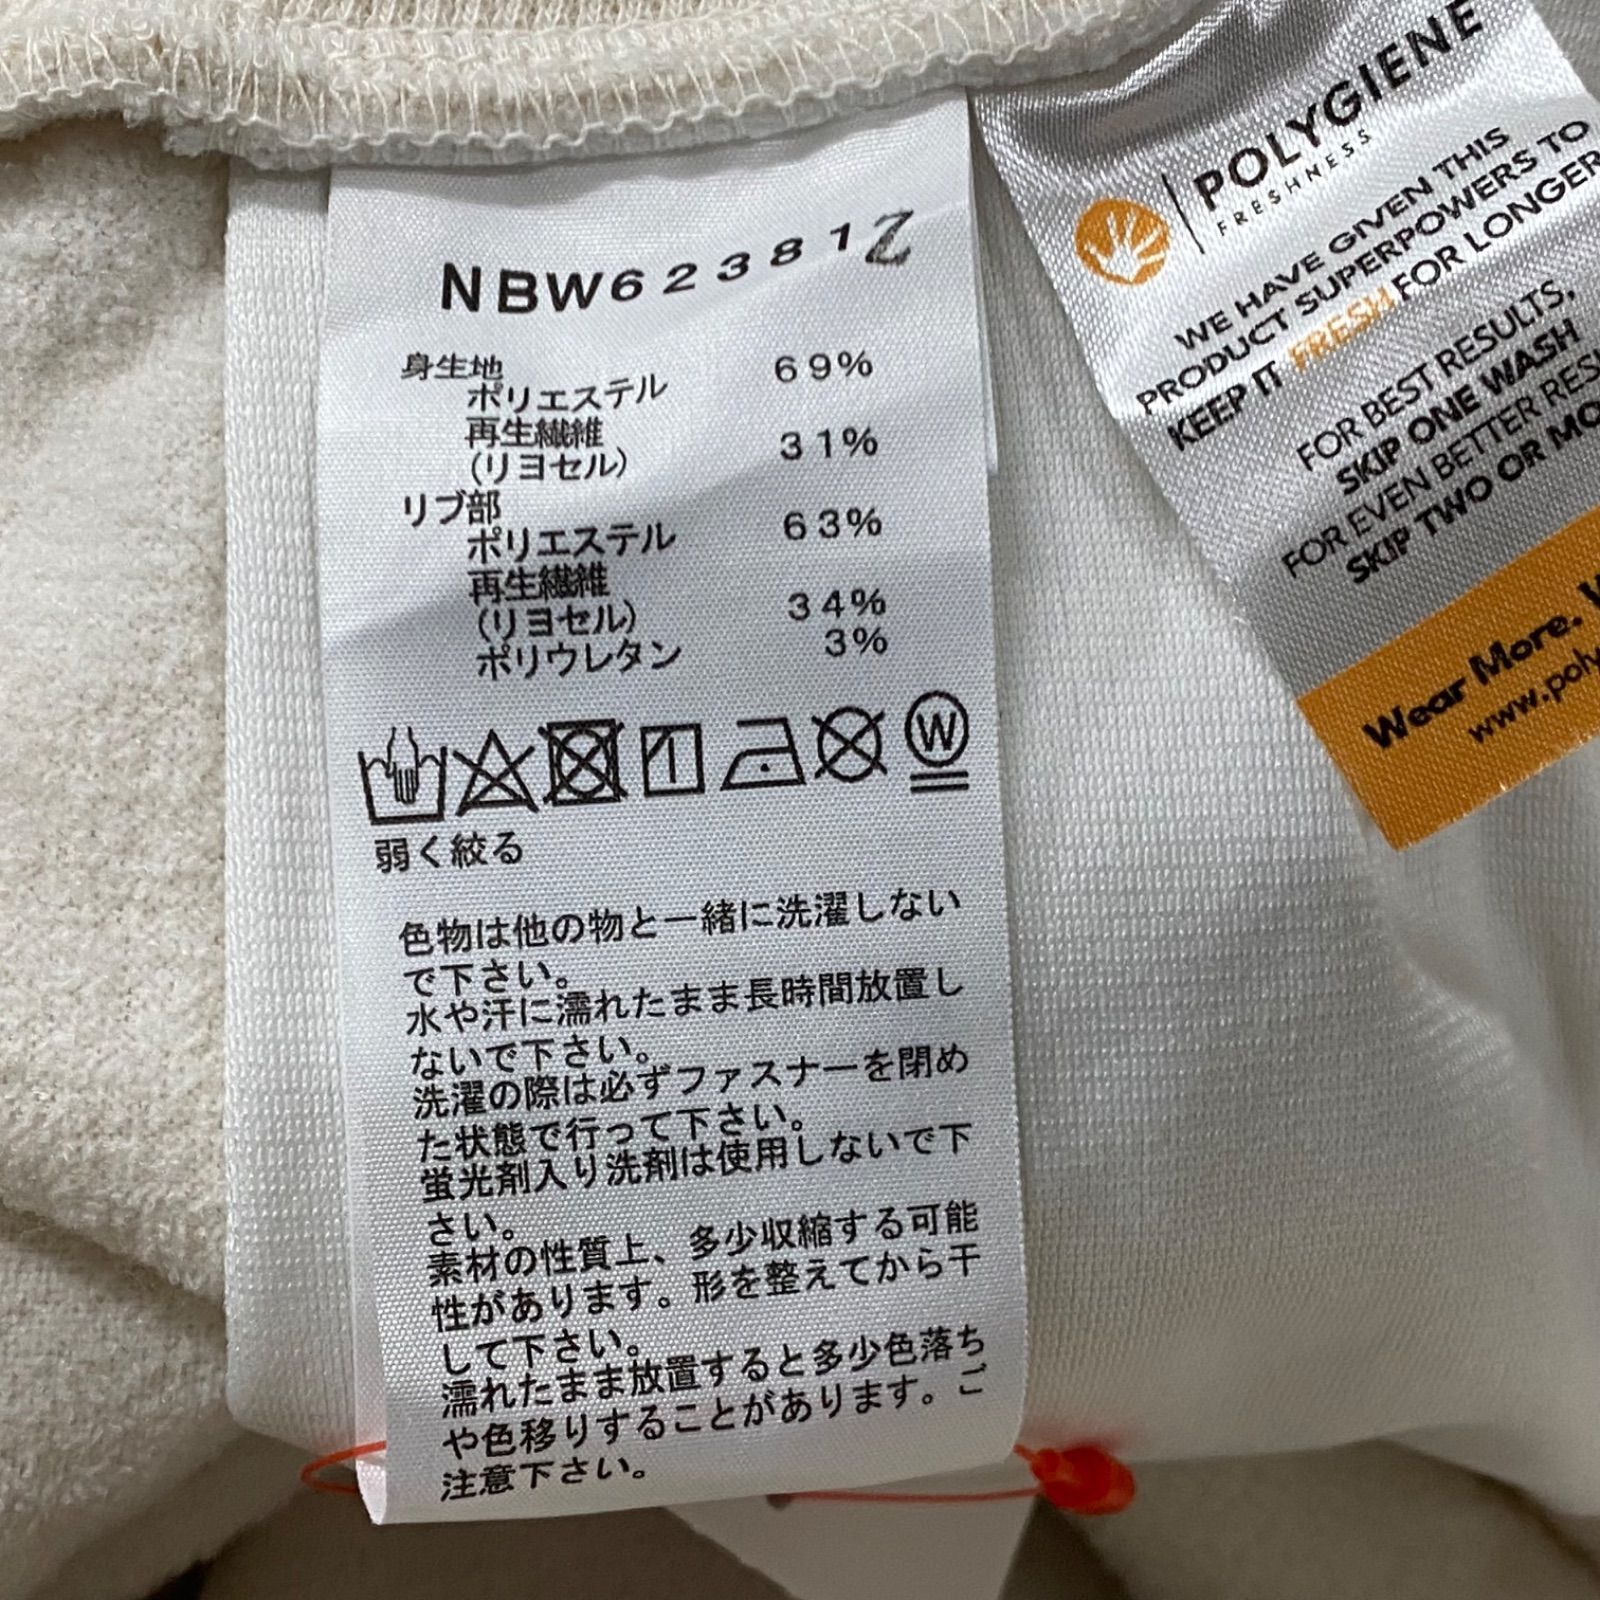 NBW62381Z
身生地
ポリエステル 69%
再生繊維
(リヨセル) 31%
リブ部
ポリエステル 63%
再生繊維
(リヨセル) 34%
ポリウレタン 3%
W
弱く絞る
色物は他の物と一緒に洗濯しない
で下さい。
水や汗に濡れたまま長時間放置し
ないで下さい。
洗濯の際は必ずファスナーを閉め
た状態で行って下さい。
蛍光剤入り洗剤は使用しないで下
さい。
素材の性質上、多少収縮する可能
性があります。形を整えてから干
して下さい。
濡れたまま放置すると多少色落ち
や色移りすることがあります。ご
注意下さい。
POLYGIENE
FRESHNESS
WE HAVE GIVEN THIS
PRODUCT SUPERPOWERS TO
KEEP IT FRESH FOR LONGER
FOR BEST RESULTS,
SKIP ONE WASH
FOR EVEN BETTER
SKIP TWO OR
Wear More.